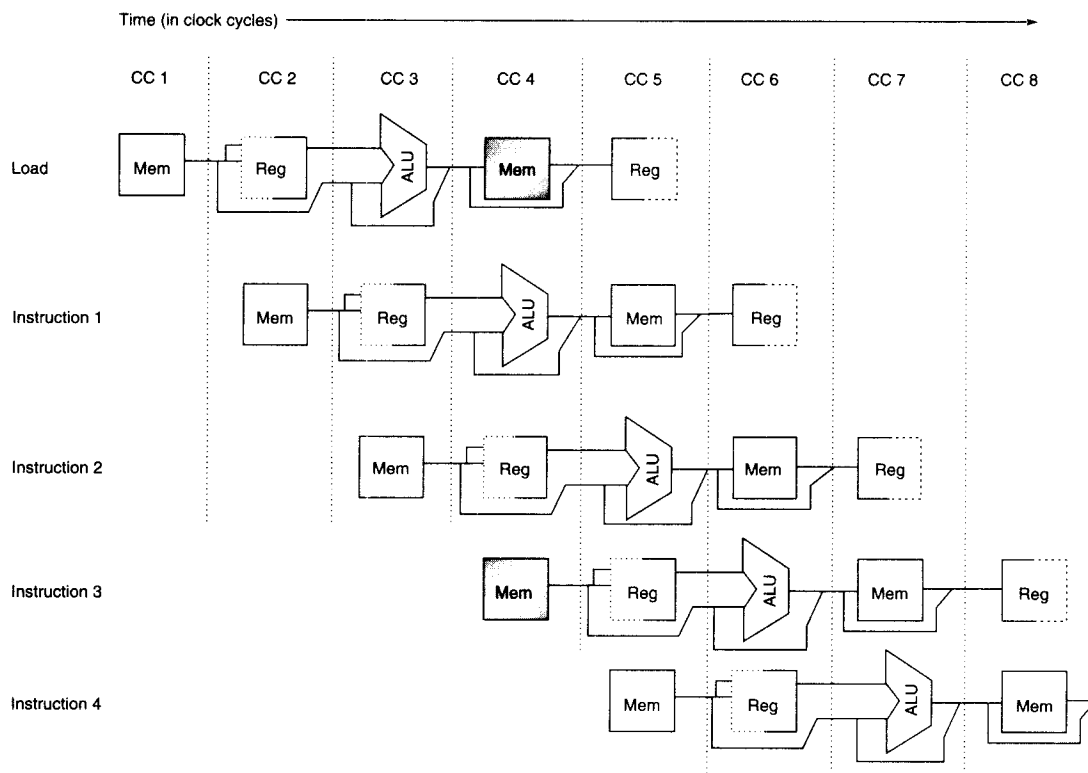 Time (in clock cycles)
CC 1 CC 2 CC 3 CC 4 CC 5 CC 6 CC 7 CC 8
Load Mem Reg ALU Mem Reg
Instruction 1 Mem Reg ALU Mem Reg
Instruction 2 Mem Reg ALU Mem Reg
Instruction 3 Mem Reg ALU Mem Reg
Instruction 4 Mem Reg ALU Mem